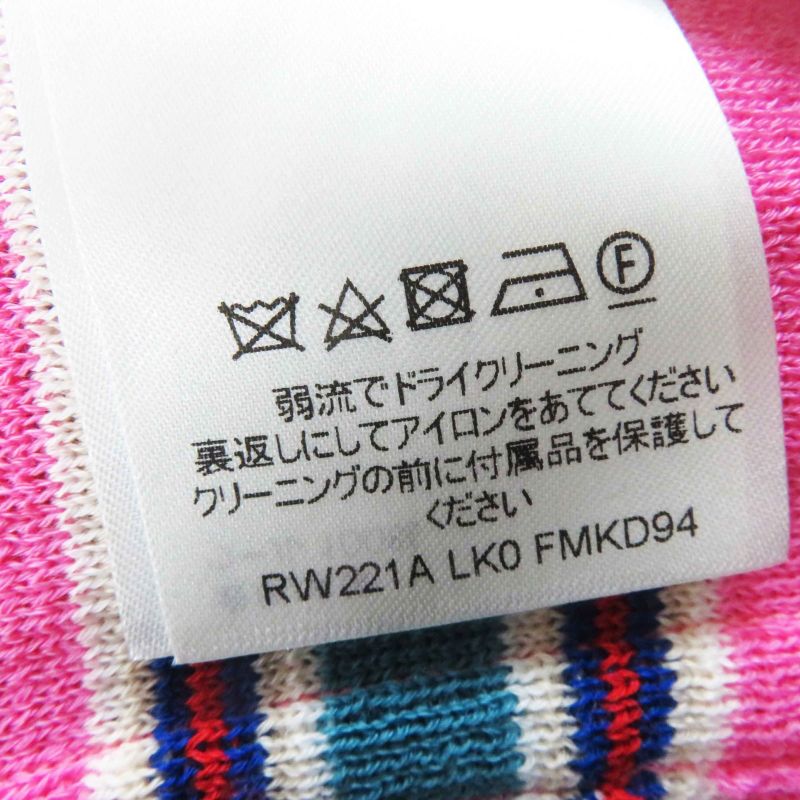 F
弱流でドライクリーニング
裏返しにしてアイロンをあててください
クリーニングの前に付属品を保護して
ください
RW221A LK0 FMKD94